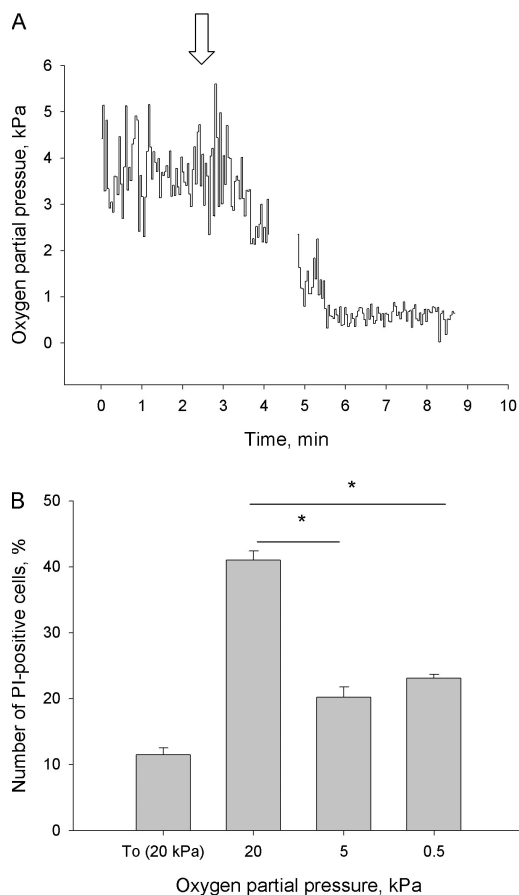 A
6
5
4
3
2
1
0
Oxygen partial pressue, kPa
0 1 2 3 4 5 6 7 8 9 10
Time, min
B
50
40
30
20
10
0
Number of PI-positive cells, %
*
*
To (20 kPa) 20 5 0.5
Oxygen partial pressure, kPa